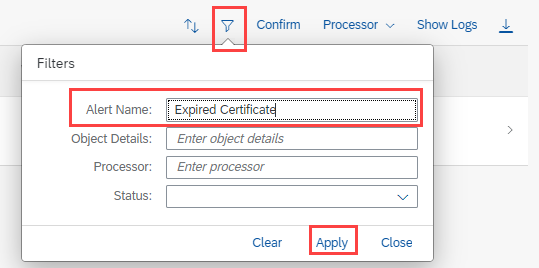 Confirm Processor Show Logs
Filters
Alert Name: Expired Certificate
Object Details: Enter object details
Processor: Enter processor
Status:
Clear Apply Close